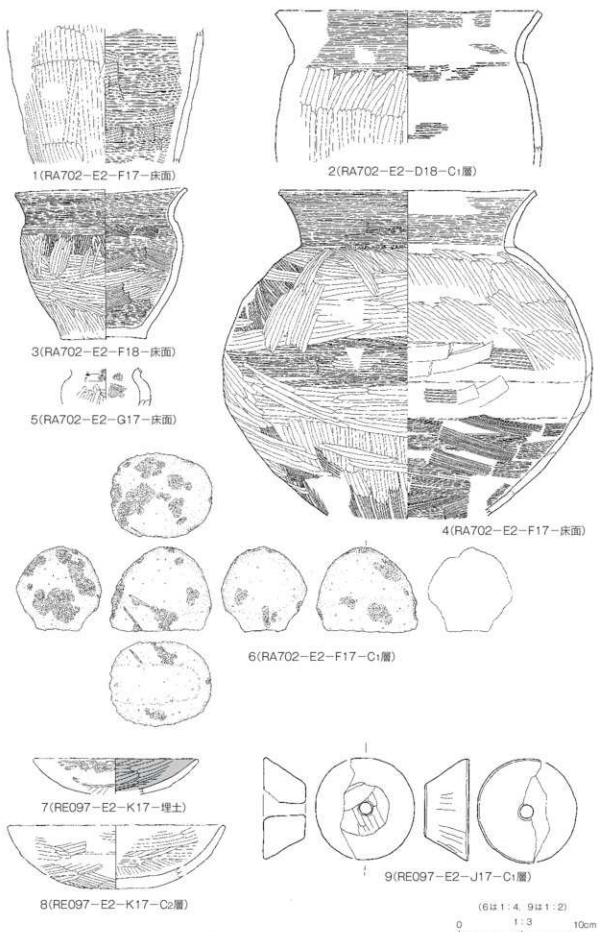 1(RA702-E2-F17-床面)
2(RA702-E2-D18-C1層)
3(RA702-E2-F18-床面)
5(RA702-E2-G17-床面)
4(RA702-E2-F17-床面)
6(RA702-E2-F17-C1層)
7(RE097-E2-K17-埋土)
8(RE097-E2-K17-C2層)
9(RE097-E2-J17-C1層)
(6は1:4, 9は1:2)
0 1:3 10cm